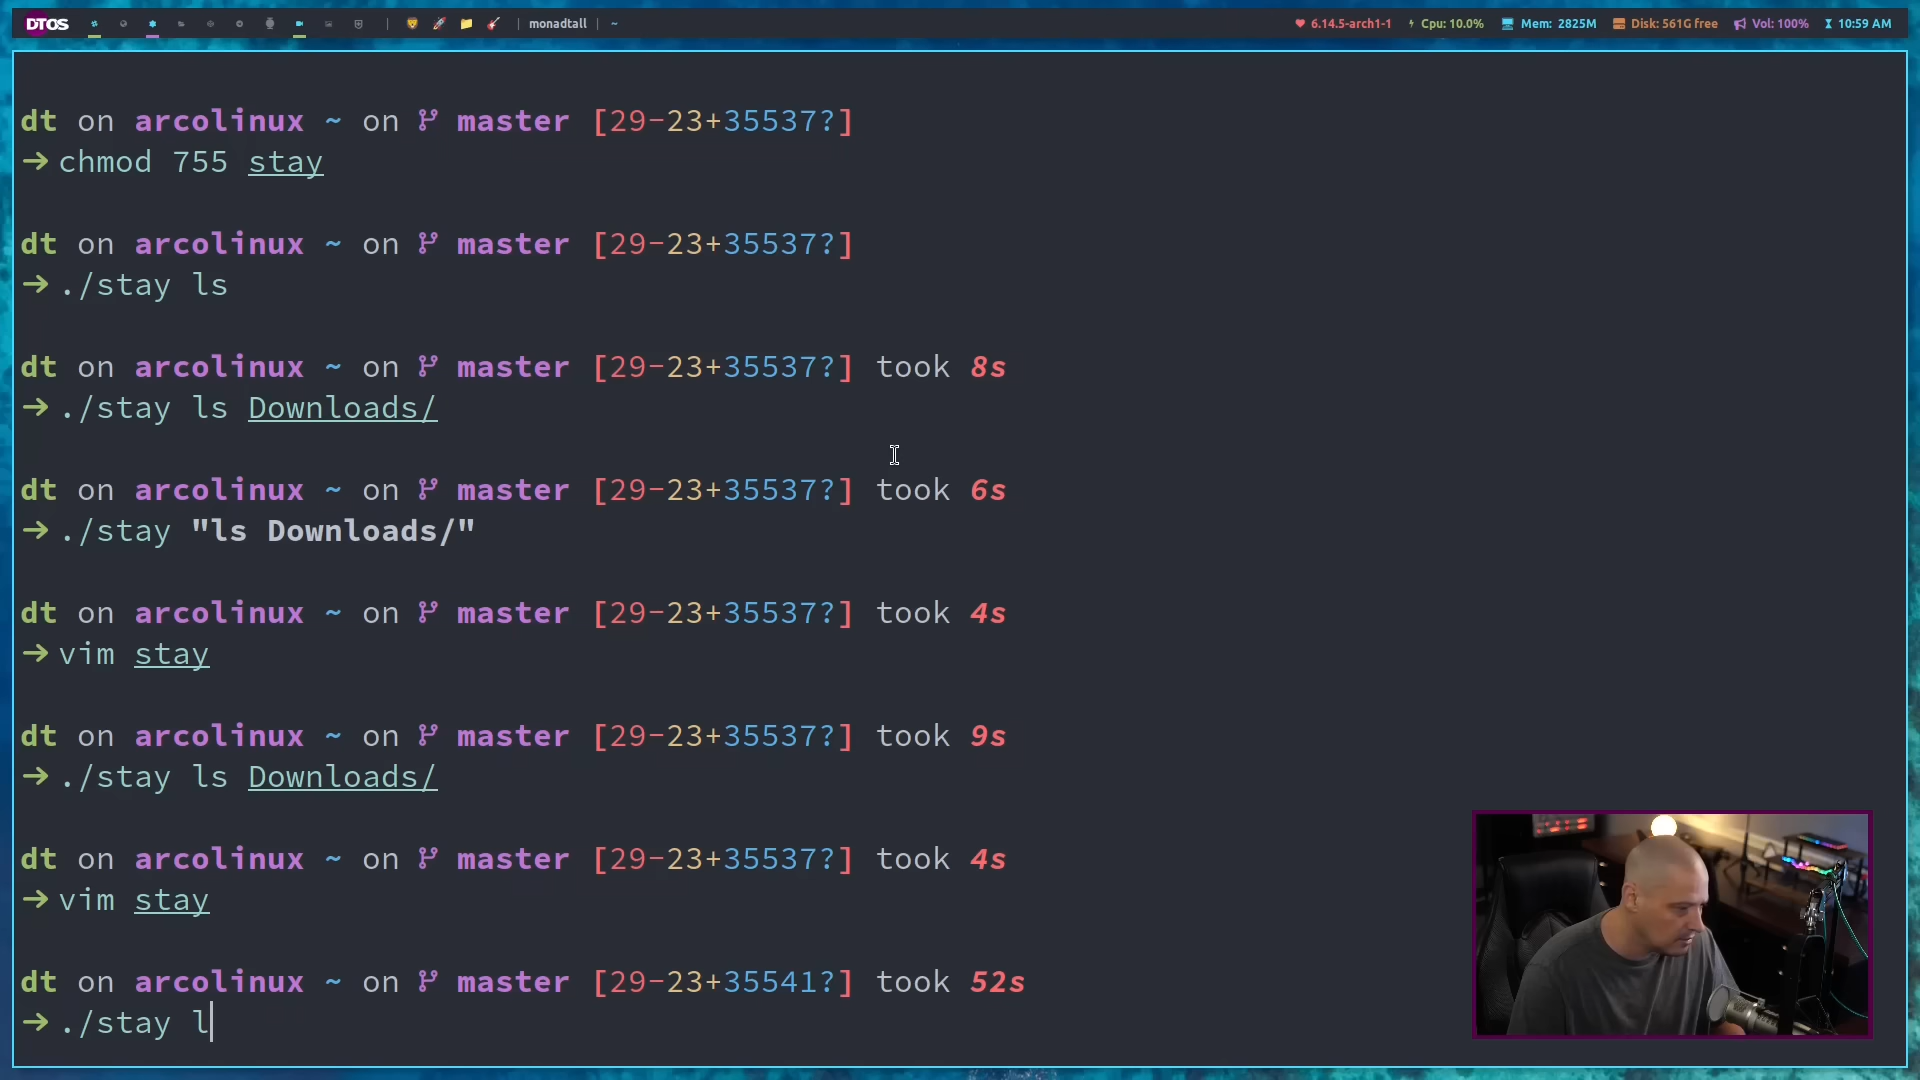 DTOS | monadtall | ~ 6.14.5-arch1-1 Cpu: 10.0% Mem: 2825M Disk: 561G free Vol: 100% 10:59 AM
dt on arcolinux ~ on master [29-23+35537?]
→ chmod 755 stay
dt on arcolinux ~ on master [29-23+35537?]
→ ./stay ls
dt on arcolinux ~ on master [29-23+35537?] took 8s
→ ./stay ls Downloads/
dt on arcolinux ~ on master [29-23+35537?] took 6s
→ ./stay "ls Downloads/"
dt on arcolinux ~ on master [29-23+35537?] took 4s
→ vim stay
dt on arcolinux ~ on master [29-23+35537?] took 9s
→ ./stay ls Downloads/
dt on arcolinux ~ on master [29-23+35537?] took 4s
→ vim stay
dt on arcolinux ~ on master [29-23+35541?] took 52s
→ ./stay l